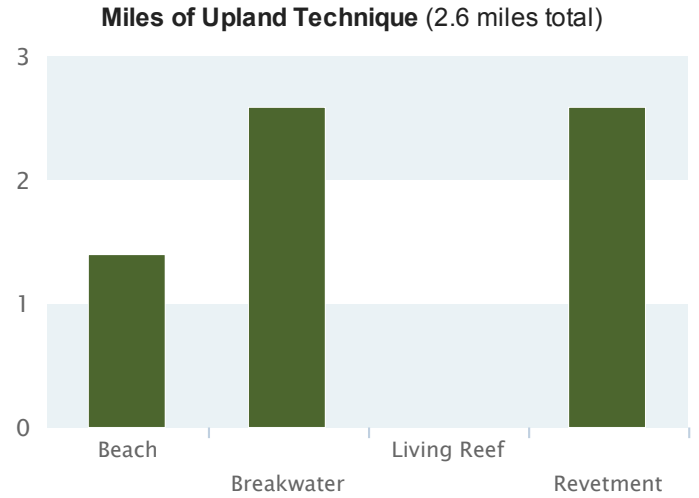 Miles of Upland Technique (2.6 miles total)
3
2
1
0
Beach
Living Reef
Breakwater
Revetment